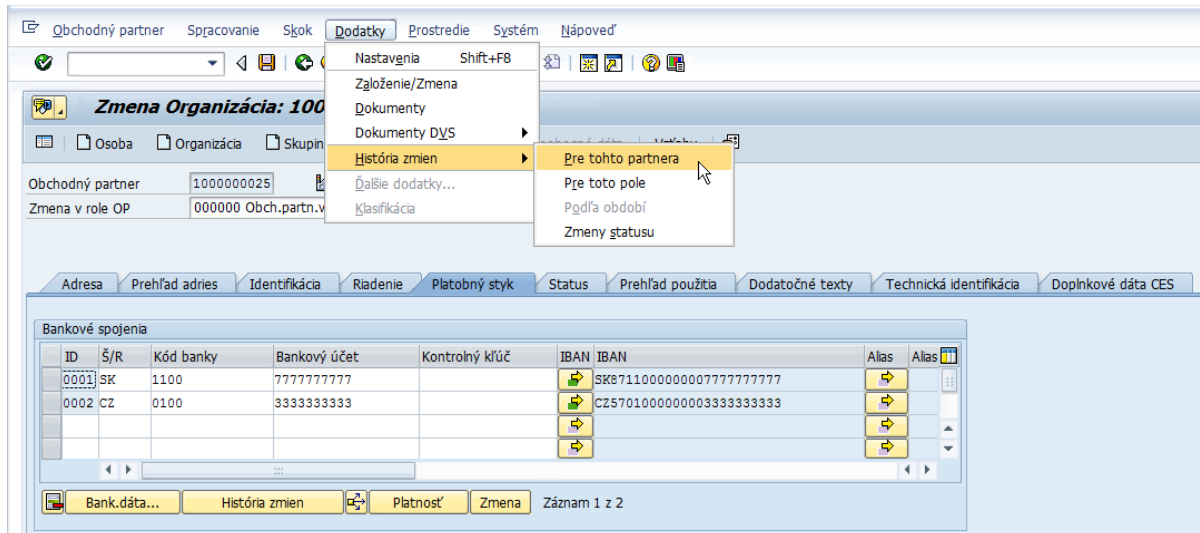 Obchodný partner Spracovanie Skok Dodatky Prostredie Systém Nápoveď
Nastavenia Shift+F8
Založenie/Zmena
Zmena Organizácia: 100
Dokumenty
Osoba Organizácia Skupin Dokumenty DVS
História zmien Pre tohto partnera
Obchodný partner 1000000025 Ďalšie dodatky... Pre toto pole
Zmena v role OP 000000 Obch.partn.v Klasifikácia Podľa období
Zmeny statusu
Adresa Prehľad adries Identifikácia Riadenie Platobný styk Status Prehľad použitia Dodatočné texty Technická identifikácia Doplnkové dáta CES
Bankové spojenia
ID Š/R Kód banky Bankový účet Kontrolný kľúč IBAN IBAN Alias Alias
0001 SK 1100 7777777777 SK8711000000007777777777
0002 CZ 0100 3333333333 CZ5701000000003333333333
Bank.dáta... História zmien Platnosť Zmena Záznam 1 z 2